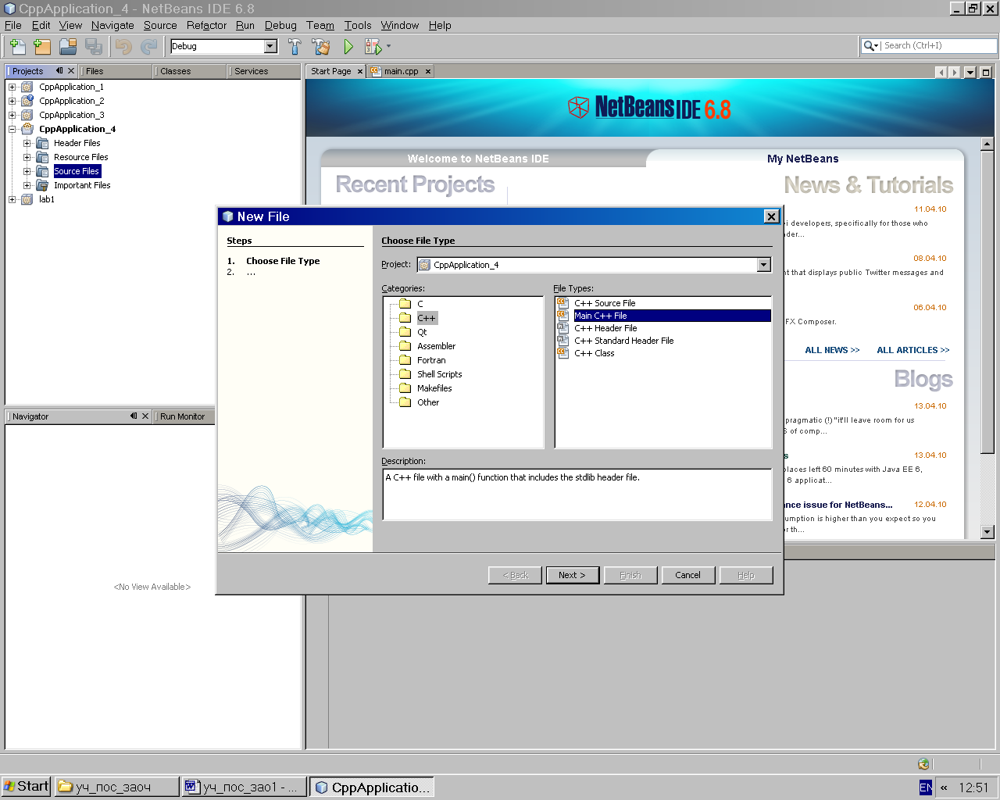 CppApplication_4 - NetBeans IDE 6.8
File Edit View Navigate Source Refactor Run Debug Team Tools Window Help
Debug
Search (Ctrl+I)
Projects Files Classes Services
Start Page main.cpp
CppApplication_1
CppApplication_2
CppApplication_3
CppApplication_4
Header Files
Resource Files
Source Files
Important Files
lab1
NetBeans IDE 6.8
Welcome to NetBeans IDE My NetBeans
Recent Projects News & Tutorials
11.04.10
i developers, specifically for those who
der...
08.04.10
nt that displays public Twitter messages and
06.04.10
FX Composer.
ALL NEWS >> ALL ARTICLES >>
Blogs
13.04.10
pragmatic (!) "it'll leave room for us
of comp...
s 13.04.10
places left 60 minutes with Java EE 6,
6 applicat...
nce issue for NetBeans... 12.04.10
umption is higher than you expect so you
or th...
New File
Steps
1. Choose File Type
2. ...
Choose File Type
Project: CppApplication_4
Categories: File Types:
C
C++
Qt
Assembler
Fortran
Shell Scripts
Makefiles
Other
C++ Source File
Main C++ File
C++ Header File
C++ Standard Header File
C++ Class
Description:
A C++ file with a main() function that includes the stdlib header file.
< Back Next > Finish Cancel Help
Navigator Run Monitor
<No View Available>
Start уч_пос_заоч уч_пос_зао1 - ... CppApplicatio... EN « 12:51